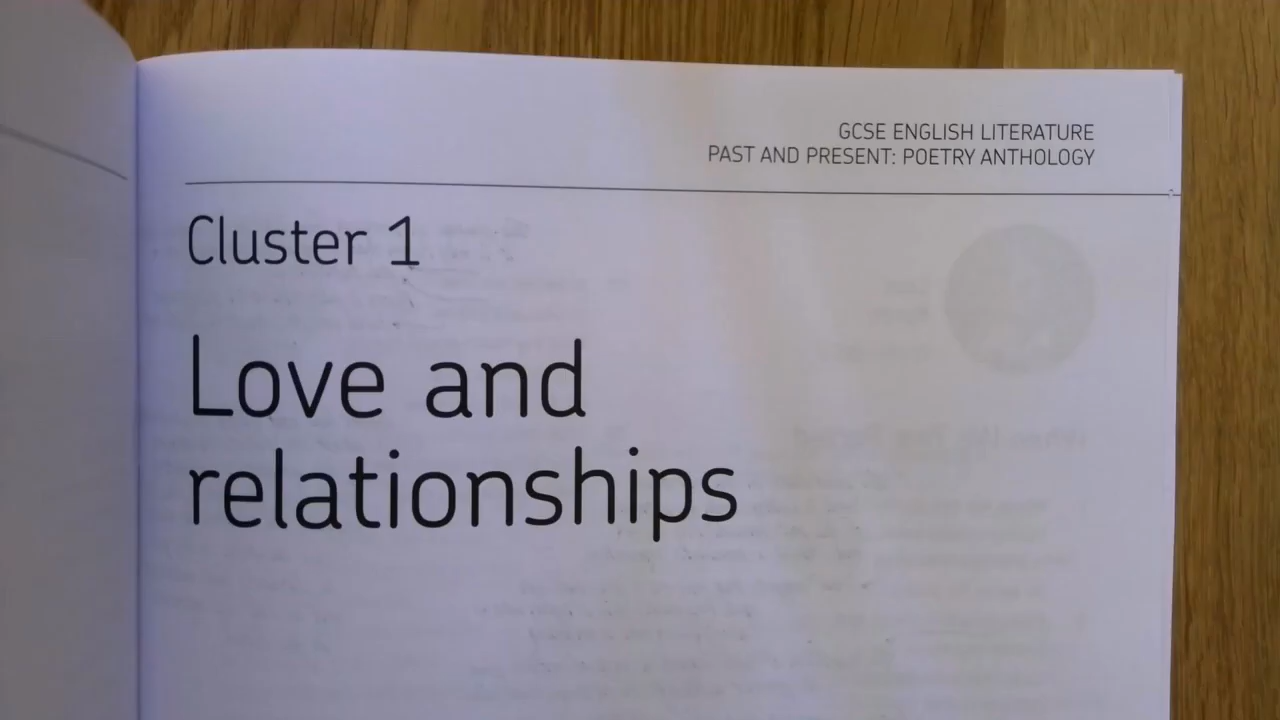 GCSE ENGLISH LITERATURE
PAST AND PRESENT: POETRY ANTHOLOGY
Cluster 1
Love and
relationships